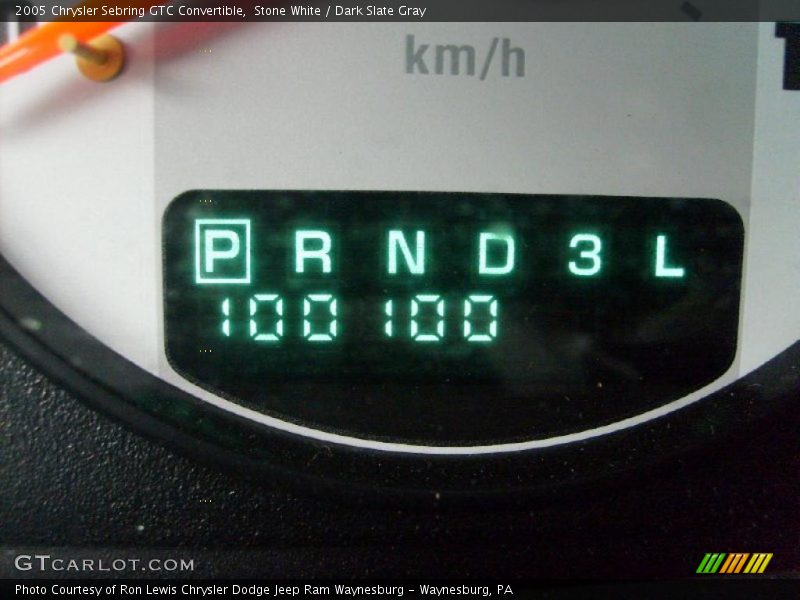 2005 Chrysler Sebring GTC Convertible, Stone White / Dark Slate Gray
km/h
P R N D 3 L
100 100
GTCARLOT.COM
Photo Courtesy of Ron Lewis Chrysler Dodge Jeep Ram Waynesburg - Waynesburg, PA